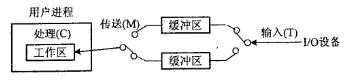 用户进程
处理(C)
工作区
传送(M)
缓冲区
缓冲区
输入(T)
I/O设备